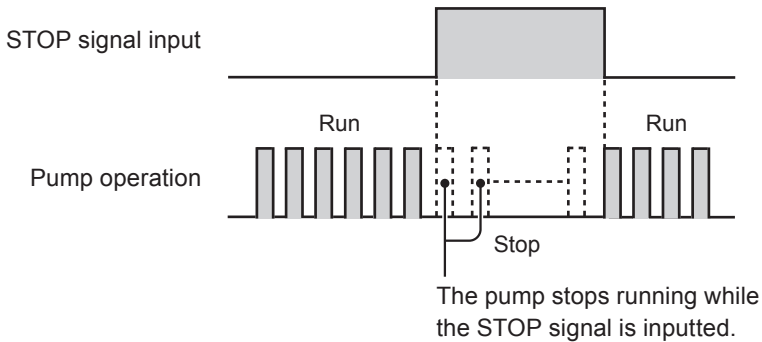 STOP signal input
Run
Run
Pump operation
Stop
The pump stops running while
the STOP signal is inputted.